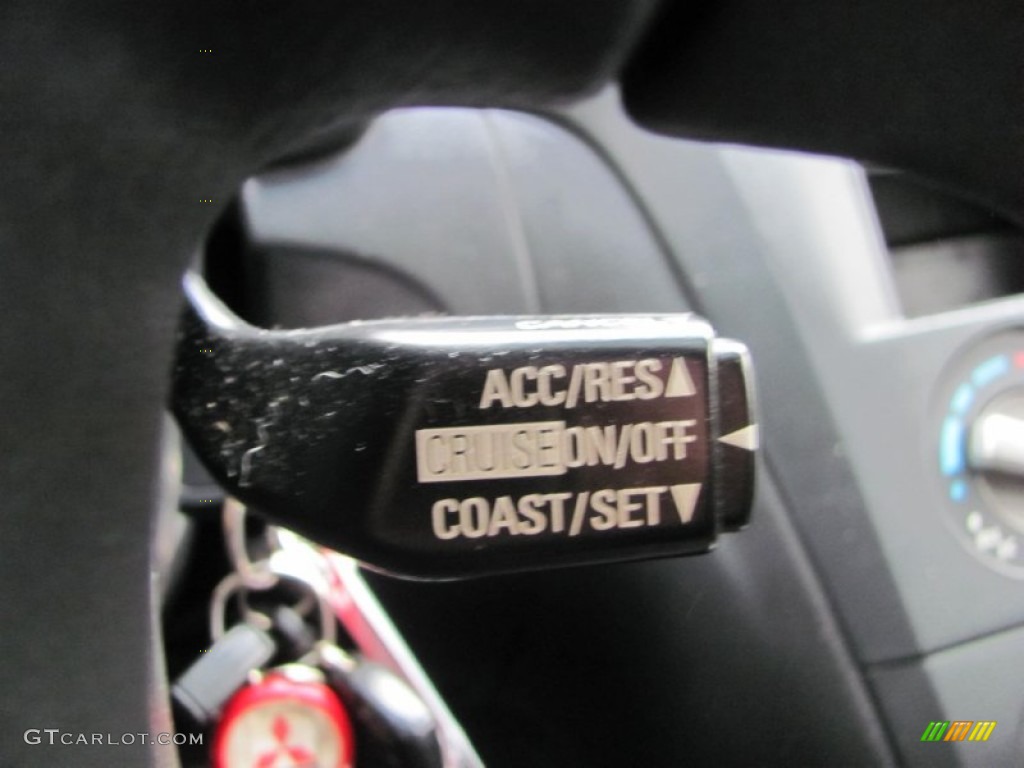 ACC/RES▲
CRUISE ON/OFF
COAST/SET▼
GTCARLOT.COM